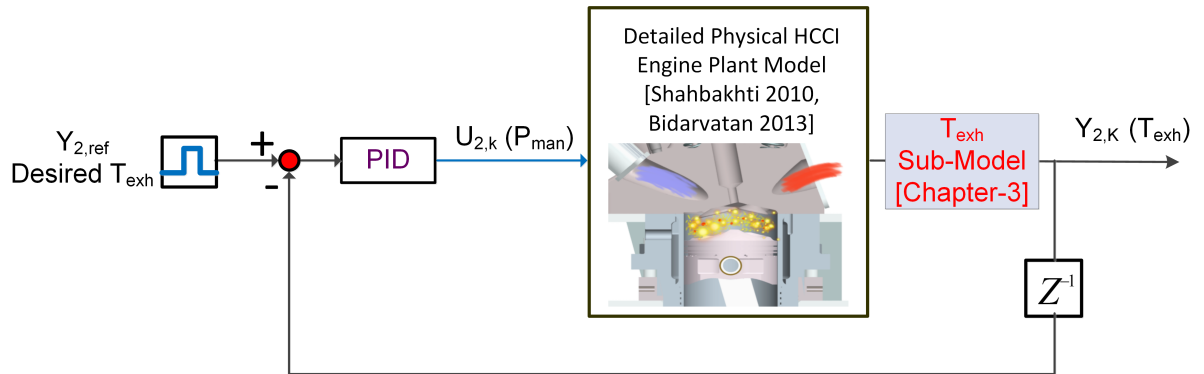 Y2,ref
Desired Texh
+
-
PID
U2,k (Pman)
Detailed Physical HCCI
Engine Plant Model
[Shahbakhti 2010,
Bidarvatan 2013]
Texh
Sub-Model
[Chapter-3]
Y2,K (Texh)
Z-1